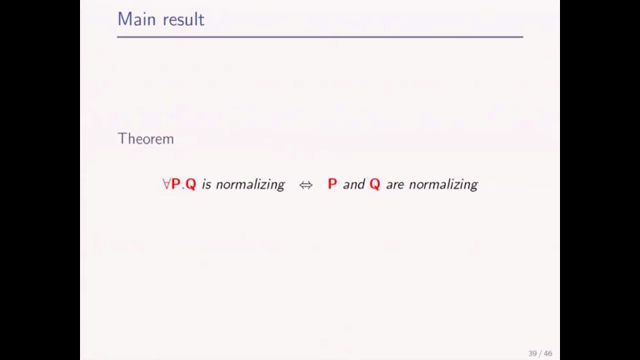 Main result
Theorem
∀P.Q is normalizing ⇔ P and Q are normalizing
39 / 46